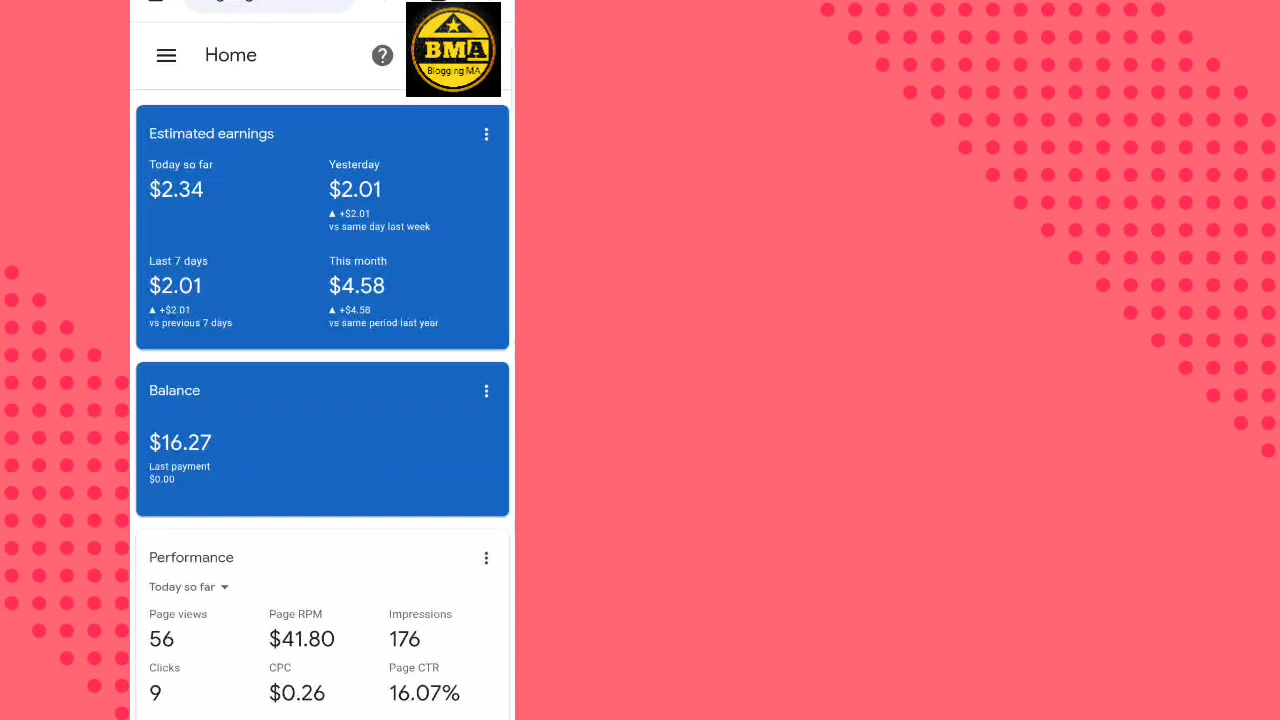 Home
BMA
Blogging MA
Estimated earnings
Today so far
$2.34
Yesterday
$2.01
+$2.01
vs same day last week
Last 7 days
$2.01
+$2.01
vs previous 7 days
This month
$4.58
+$4.58
vs same period last year
Balance
$16.27
Last payment
$0.00
Performance
Today so far
Page views
56
Page RPM
$41.80
Impressions
176
Clicks
9
CPC
$0.26
Page CTR
16.07%